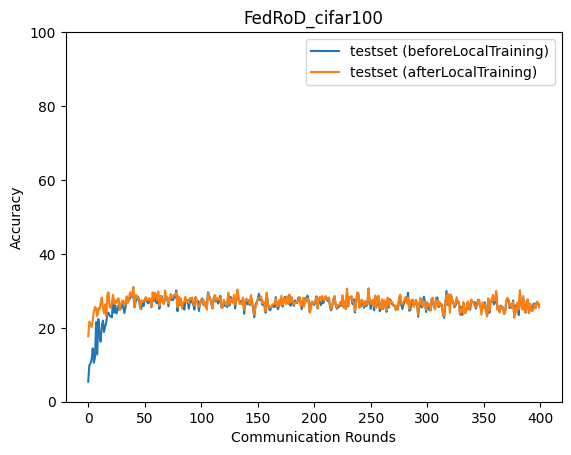 FedRoD_cifar100
testset (beforeLocalTraining)
testset (afterLocalTraining)
Accuracy
100
80
60
40
20
0
0 50 100 150 200 250 300 350 400
Communication Rounds